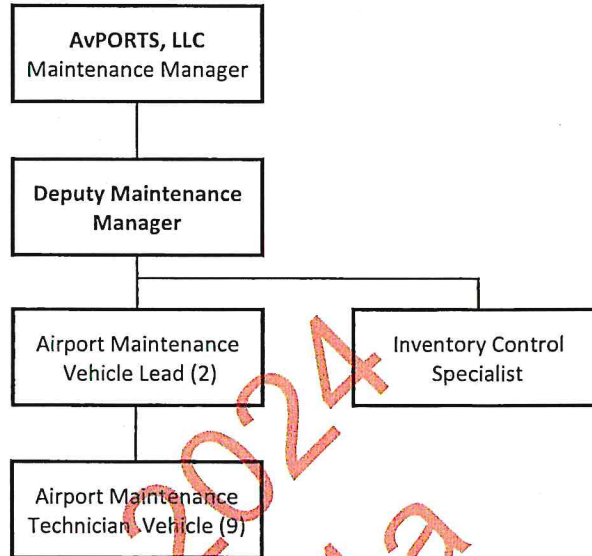 AvPORTS, LLC
Maintenance Manager
Deputy Maintenance
Manager
Airport Maintenance
Vehicle Lead (2)
Inventory Control
Specialist
Airport Maintenance
Technician Vehicle (9)
2024